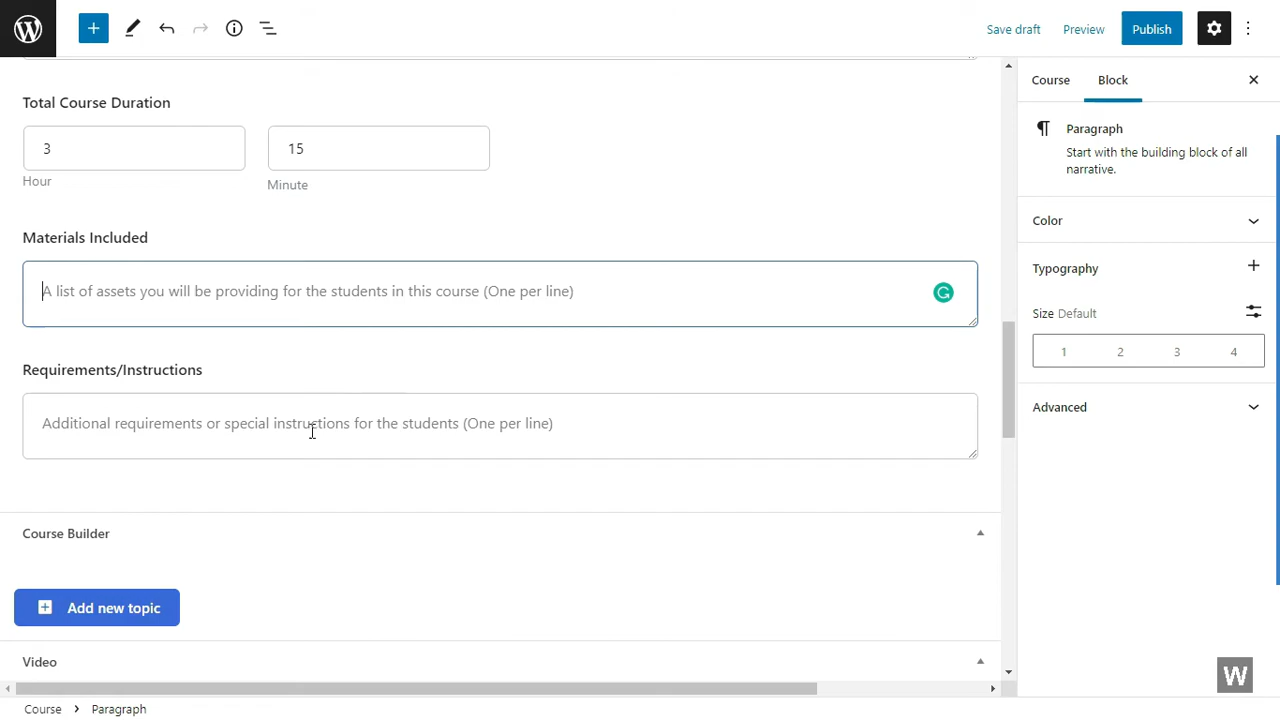 Save draft
Preview
Publish
Total Course Duration
3
15
Hour
Minute
Materials Included
A list of assets you will be providing for the students in this course (One per line)
Requirements/Instructions
Additional requirements or special instructions for the students (One per line)
Course Builder
Add new topic
Video
Course
Paragraph
Course
Block
Paragraph
Start with the building block of all
narrative.
Color
Typography
Size Default
1
2
3
4
Advanced
W